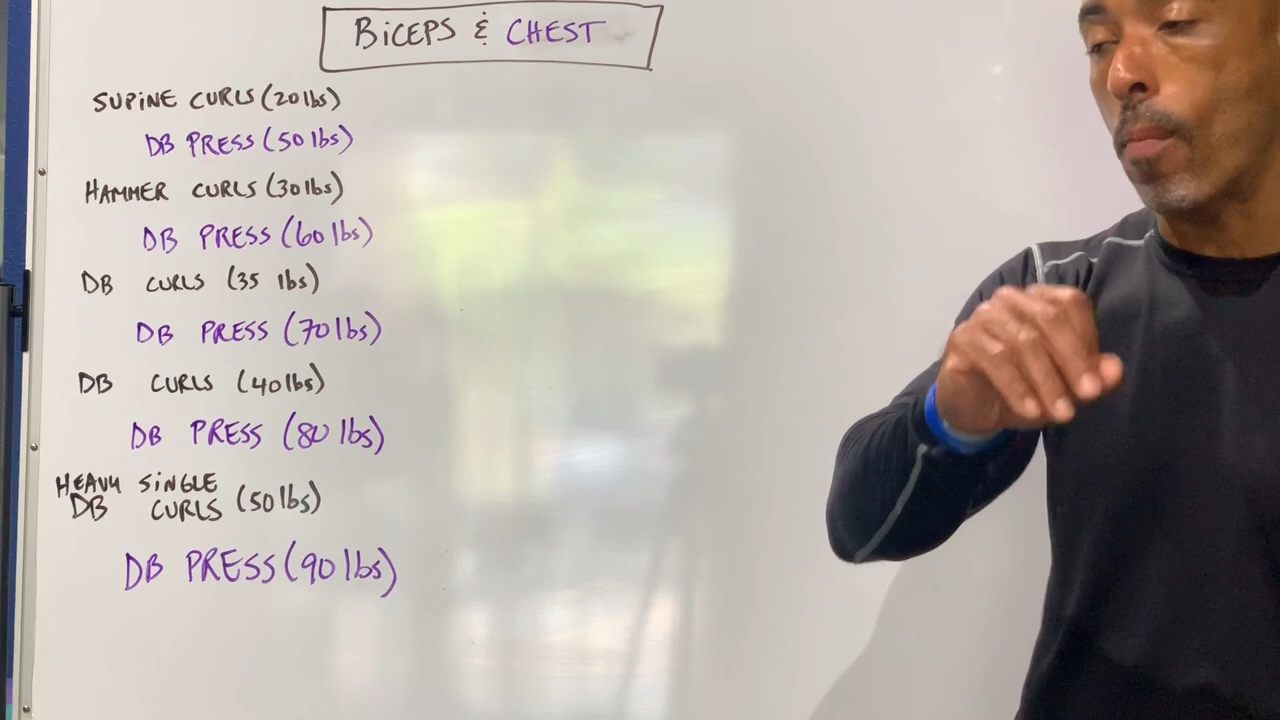 BiCEPS & CHEST
SUPiNE CURLS (20 lbs)
DB PRESS (50 lbs)
HAMMER CURLS (30 lbs)
DB PRESS (60 lbs)
DB CURLS (35 lbs)
DB PRESS (70 lbs)
DB CURLS (40 lbs)
DB PRESS (80 lbs)
HEAVY SiNGLE
DB CURLS (50 lbs)
DB PRESS (90 lbs)